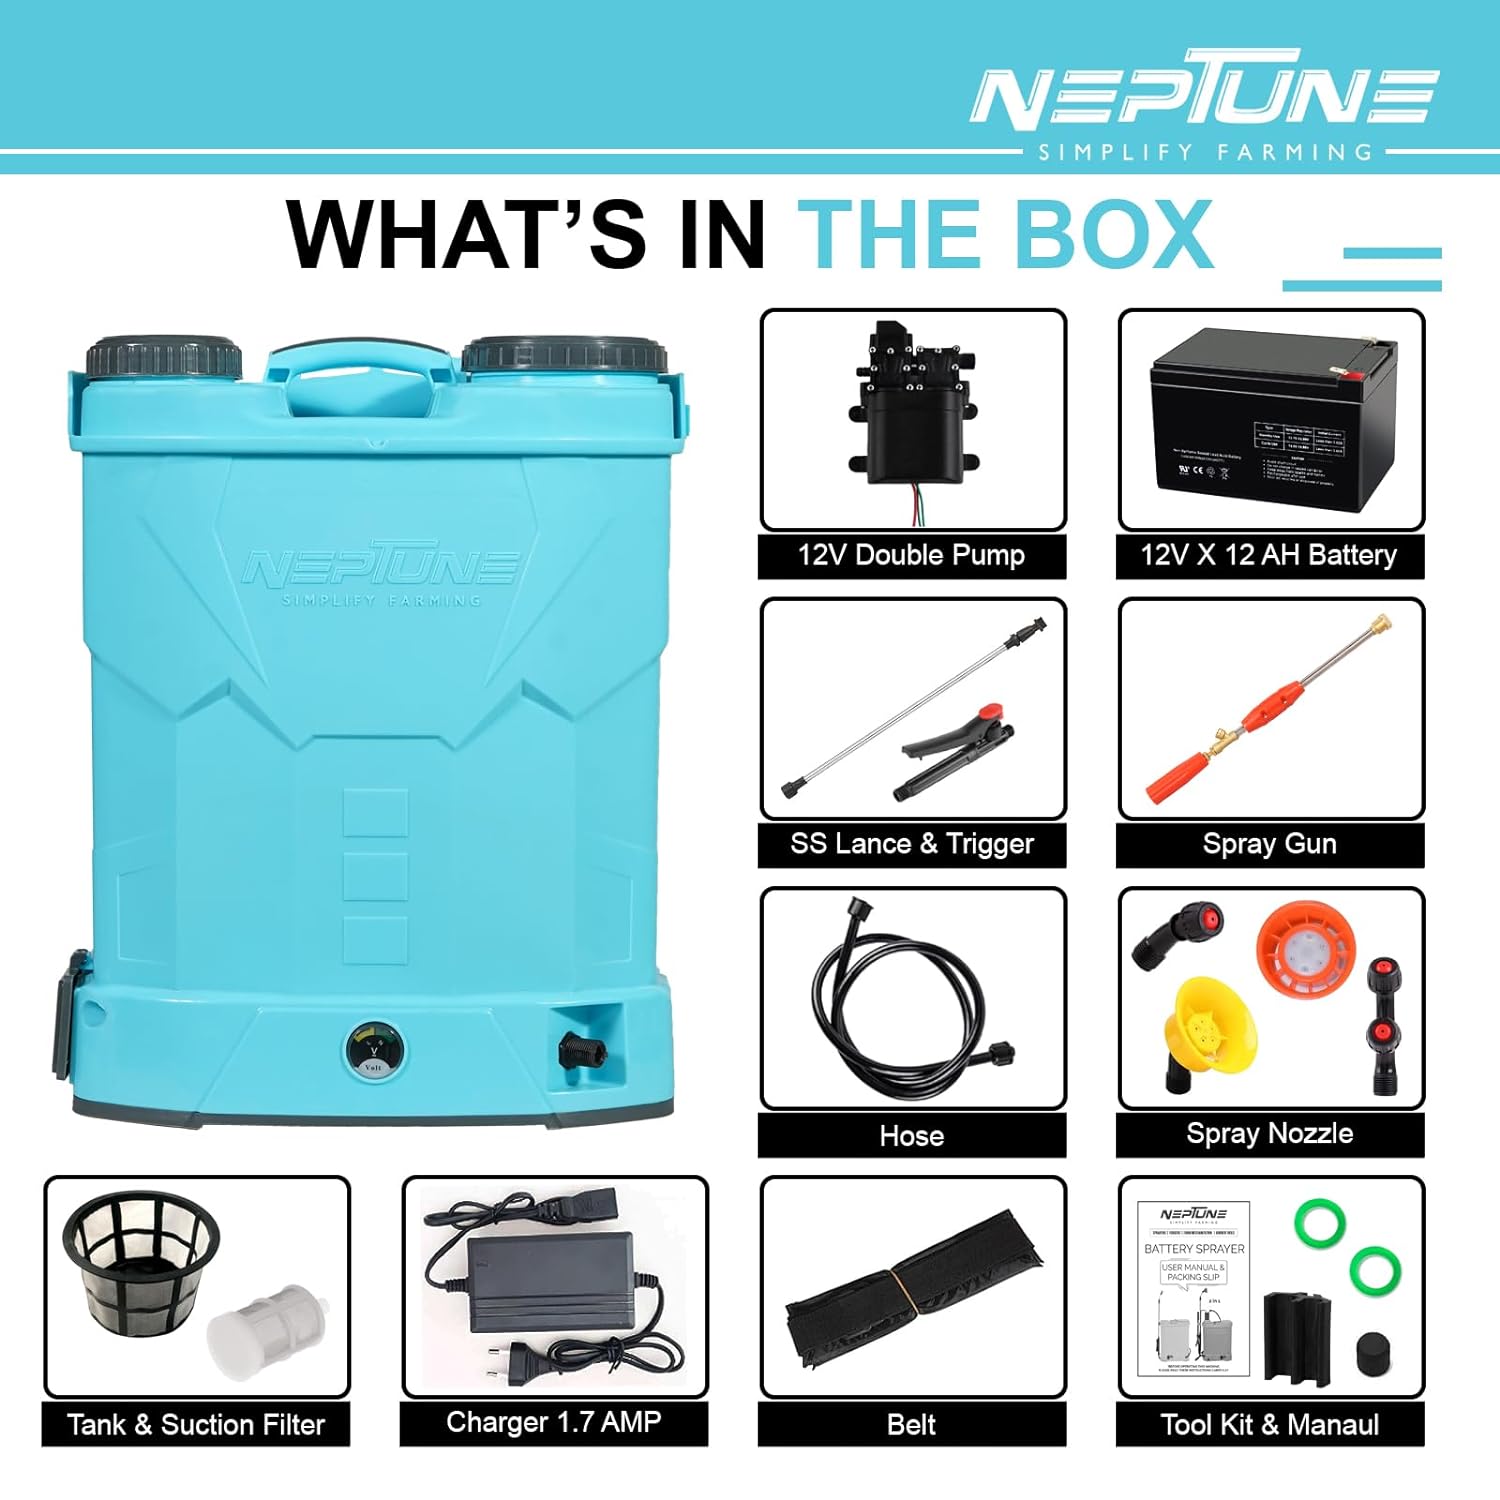 NEPTUNE
SIMPLIFY FARMING
WHAT'S IN THE BOX
NEPTUNE
SIMPLIFY FARMING
Volt
12V Double Pump
12V X 12 AH Battery
SS Lance & Trigger
Spray Gun
Hose
Spray Nozzle
Tank & Suction Filter
Charger 1.7 AMP
Belt
NEPTUNE
SIMPLIFY FARMING
BATTERY SPRAYER
USER MANUAL &
PACKING SLIP
Tool Kit & Manaul